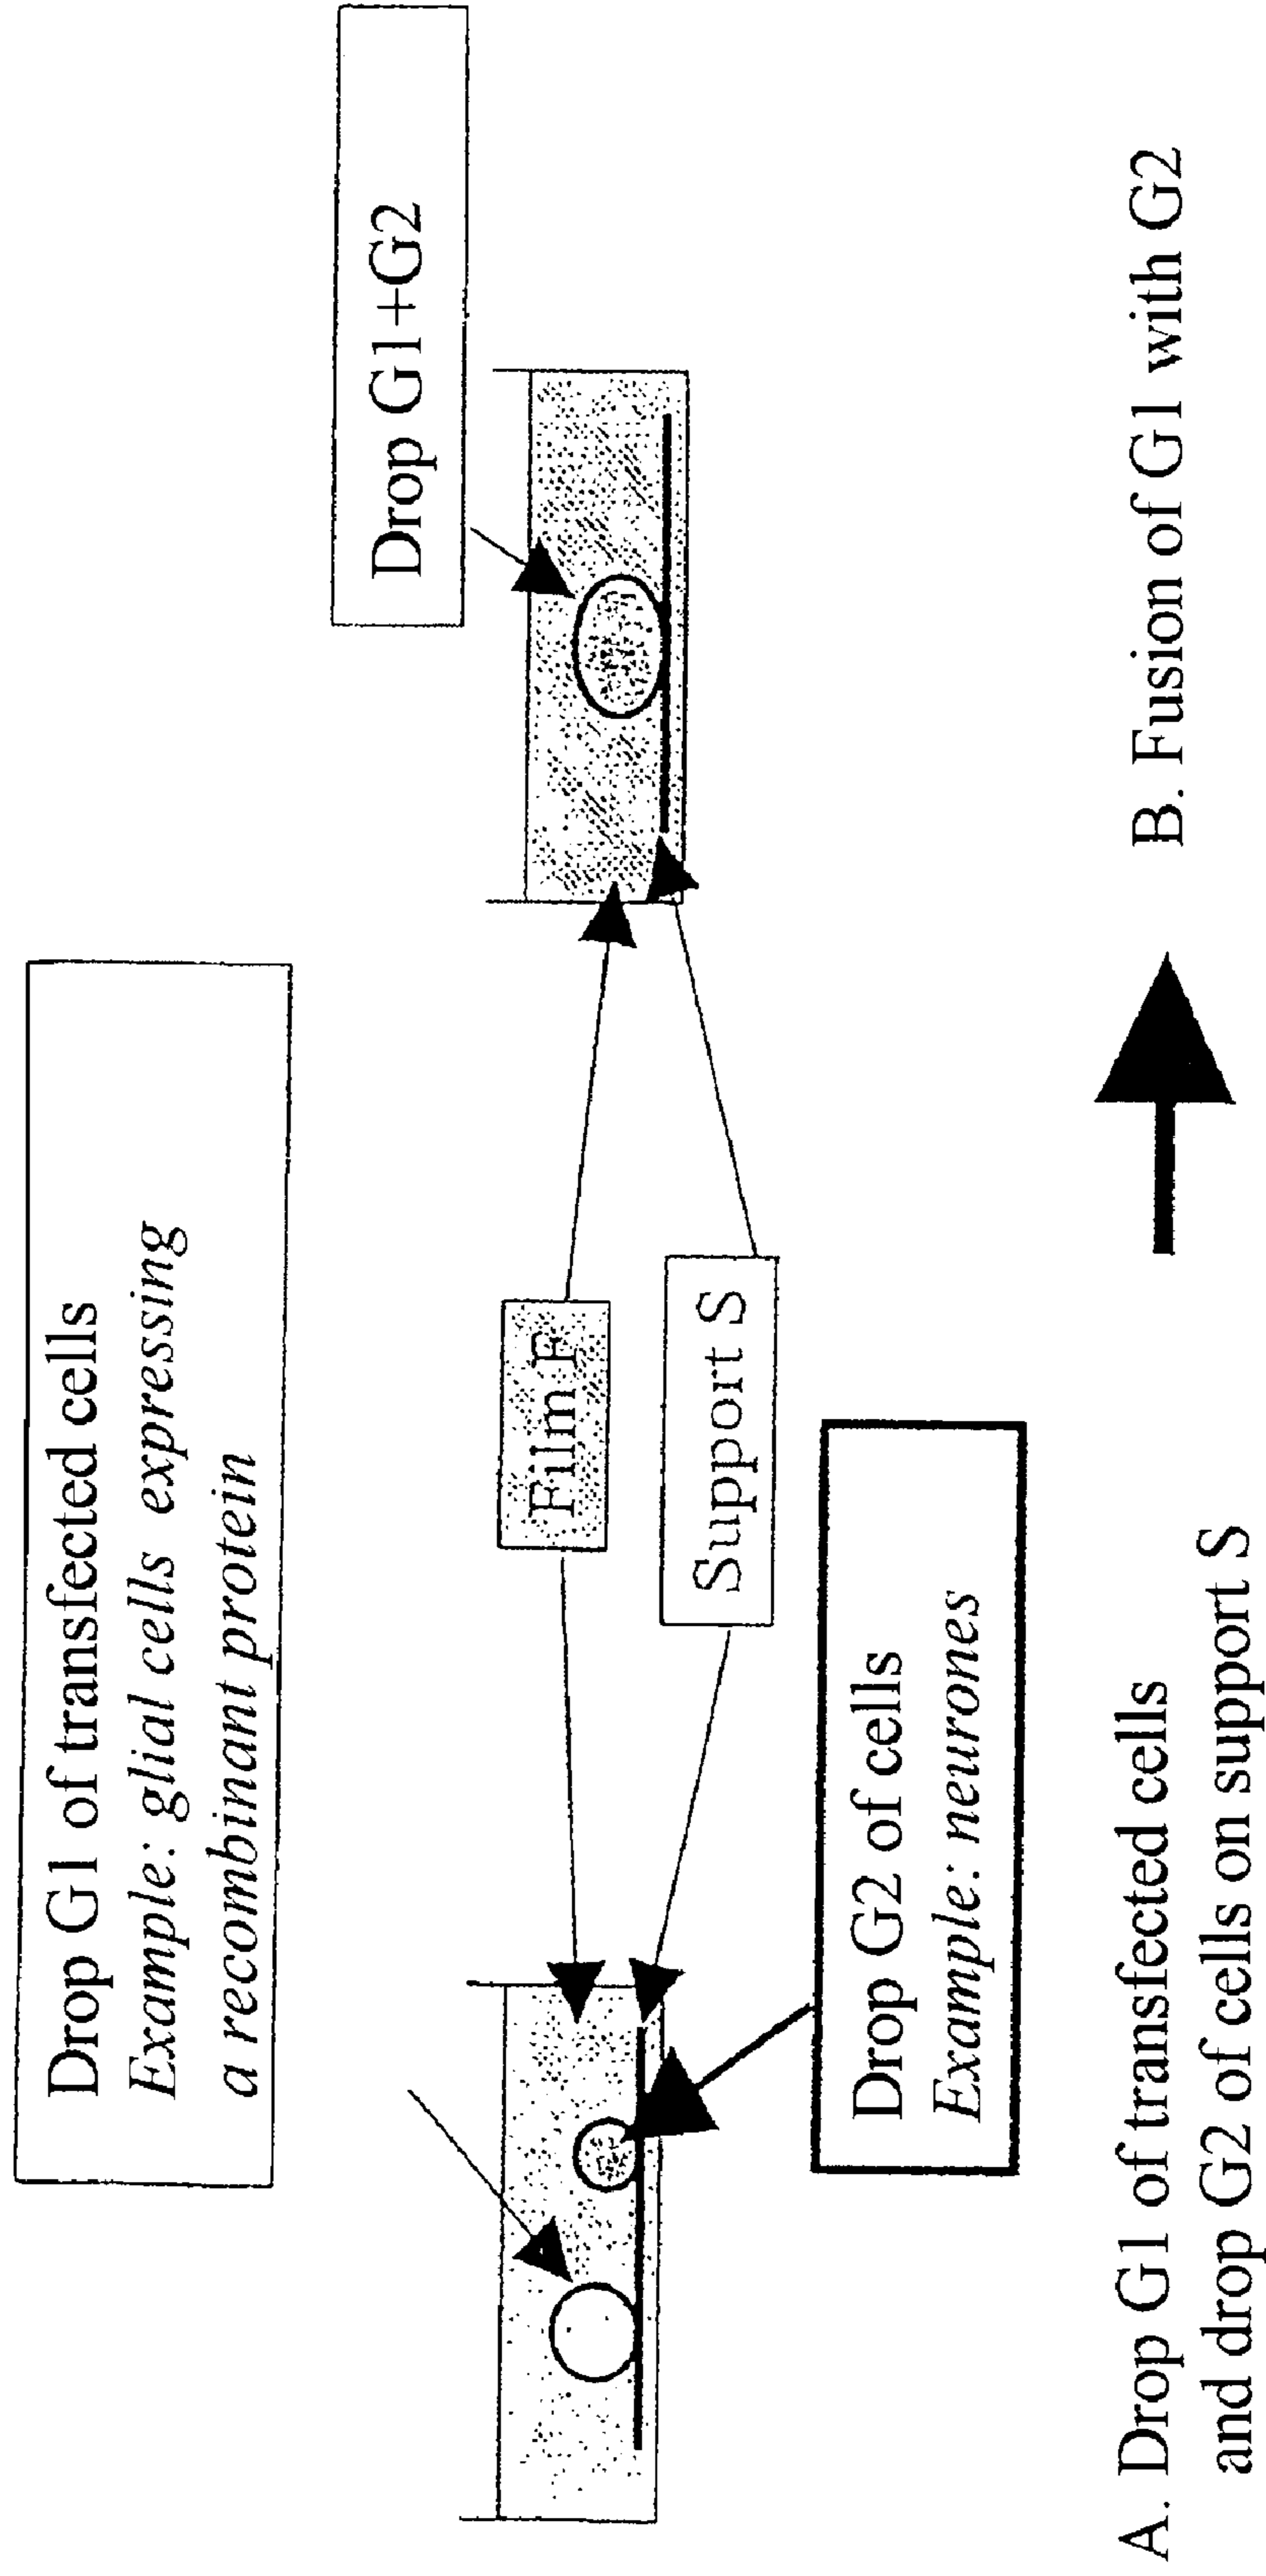 Drop G1 of transfected cells
Example: glial cells expressing
a recombinant protein
Drop G1+G2
Film F
Support S
Drop G2 of cells
Example: neurones
A. Drop G1 of transfected cells
and drop G2 of cells on support S
B. Fusion of G1 with G2